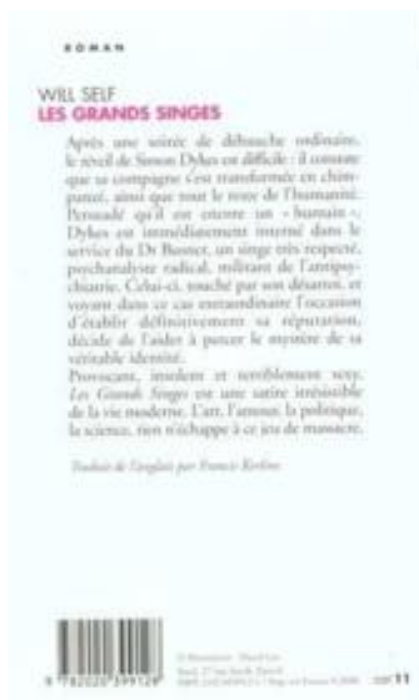 ROMAN
WILL SELF
LES GRANDS SINGES
Après une soirée de débauche ordinaire,
le réveil de Simon Dykes est difficile : il constate
que sa compagne s'est transformée en chim-
panzé, ainsi que tout le reste de l'humanité.
Persuadé qu'il est encore un « humain »,
Dykes est immédiatement interné dans le
service du Dr Busner, un singe très respecté,
psychanalyste radical, militant de l'antipsy-
chiatrie. Celui-ci, touché par son désarroi, et
voyant dans ce cas extraordinaire l'occasion
d'établir définitivement sa réputation,
décide de l'aider à percer le mystère de sa
véritable identité.
Provocant, insolent et terriblement sexy,
Les Grands Singes est une satire irrésistible
de la vie moderne. L'art, l'amour, la politique,
la science, rien n'échappe à ce jeu de massacre.
Traduit de l'anglais par Francis Kerline
9 782020 399128
11